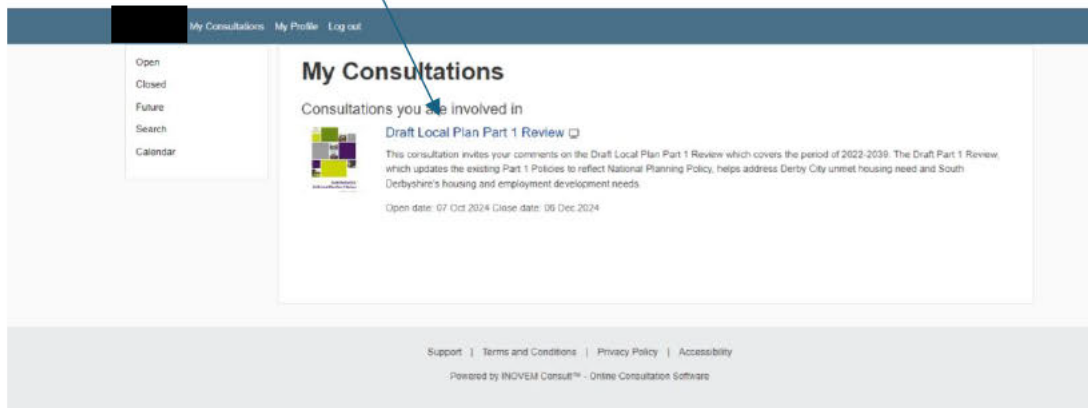 My Consultations My Profile Log out
Open
Closed
Future
Search
Calendar
My Consultations
Consultations you are involved in
Draft Local Plan Part 1 Review
This consultation invites your comments on the Draft Local Plan Part 1 Review which covers the period of 2022-2039. The Draft Part 1 Review,
which updates the existing Part 1 Policies to reflect National Planning Policy, helps address Derby City unmet housing need and South
Derbyshire's housing and employment development needs.
Open date: 07 Oct 2024 Close date: 06 Dec 2024
Support | Terms and Conditions | Privacy Policy | Accessibility
Powered by INOVEM Consult™ - Online Consultation Software